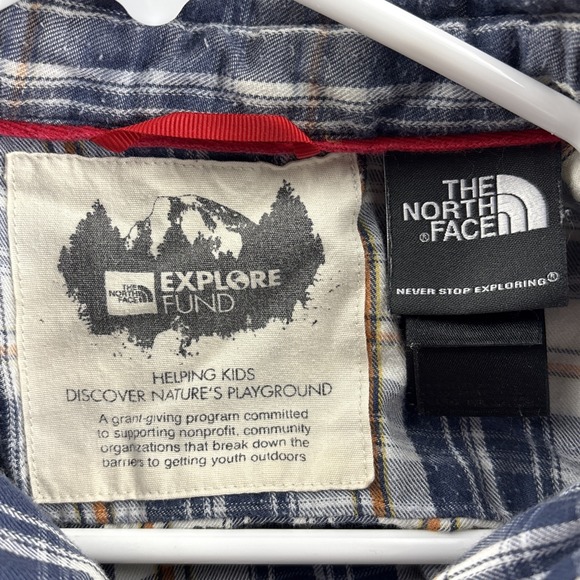 THE
NORTH
FACE
EXPLORE
FUND
HELPING KIDS
DISCOVER NATURE'S PLAYGROUND
A grant-giving program committed
to supporting nonprofit, community
organizations that break down the
barriers to getting youth outdoors
THE
NORTH
®FACE
NEVER STOP EXPLORING®